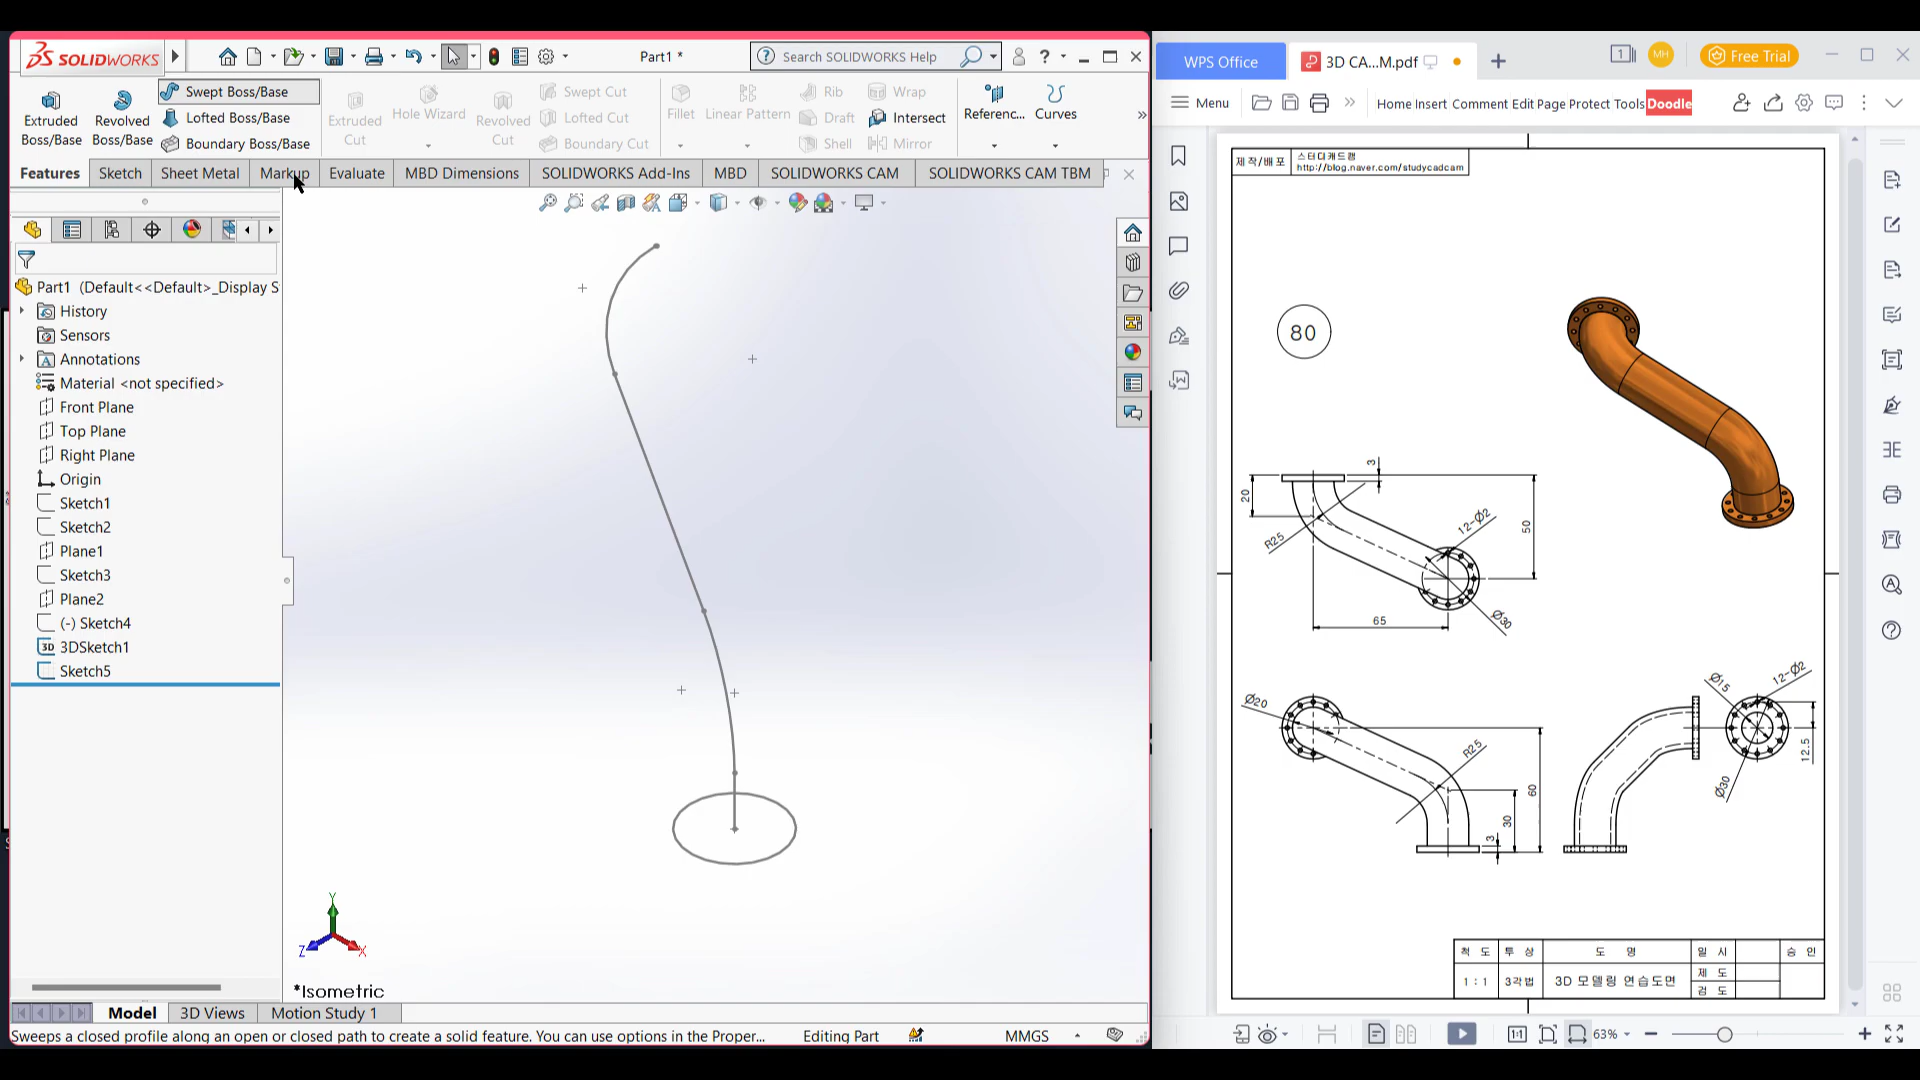 SOLIDWORKS
Part1 *
Search SOLIDWORKS Help
?
Extruded Boss/Base
Revolved Boss/Base
Swept Boss/Base
Lofted Boss/Base
Boundary Boss/Base
Extruded Cut
Hole Wizard
Revolved Cut
Swept Cut
Lofted Cut
Boundary Cut
Fillet
Linear Pattern
Rib
Draft
Shell
Wrap
Intersect
Mirror
Referenc...
Curves
Features
Sketch
Sheet Metal
Markup
Evaluate
MBD Dimensions
SOLIDWORKS Add-Ins
MBD
SOLIDWORKS CAM
SOLIDWORKS CAM TBM
Part1 (Default<<Default>_Display S
History
Sensors
Annotations
Material <not specified>
Front Plane
Top Plane
Right Plane
Origin
Sketch1
Sketch2
Plane1
Sketch3
Plane2
(-) Sketch4
3DSketch1
Sketch5
Y
Z
X
*Isometric
Model
3D Views
Motion Study 1
Sweeps a closed profile along an open or closed path to create a solid feature. You can use options in the Proper...
Editing Part
MMGS
WPS Office
3D CA...M.pdf
1
MH
Free Trial
Menu
Home Insert Comment Edit Page Protect Tools Doodle
제작/배포
스터디캐드캠
http://blog.naver.com/studycadcam
80
3
20
R25
12-Ø2
50
65
Ø30
Ø20
R25
60
30
3
Ø15
12-Ø2
12.5
Ø30
척 도
투 상
도 명
일 시
승 인
1 : 1
3각법
3D 모델링 연습도면
제 도
검 도
63%